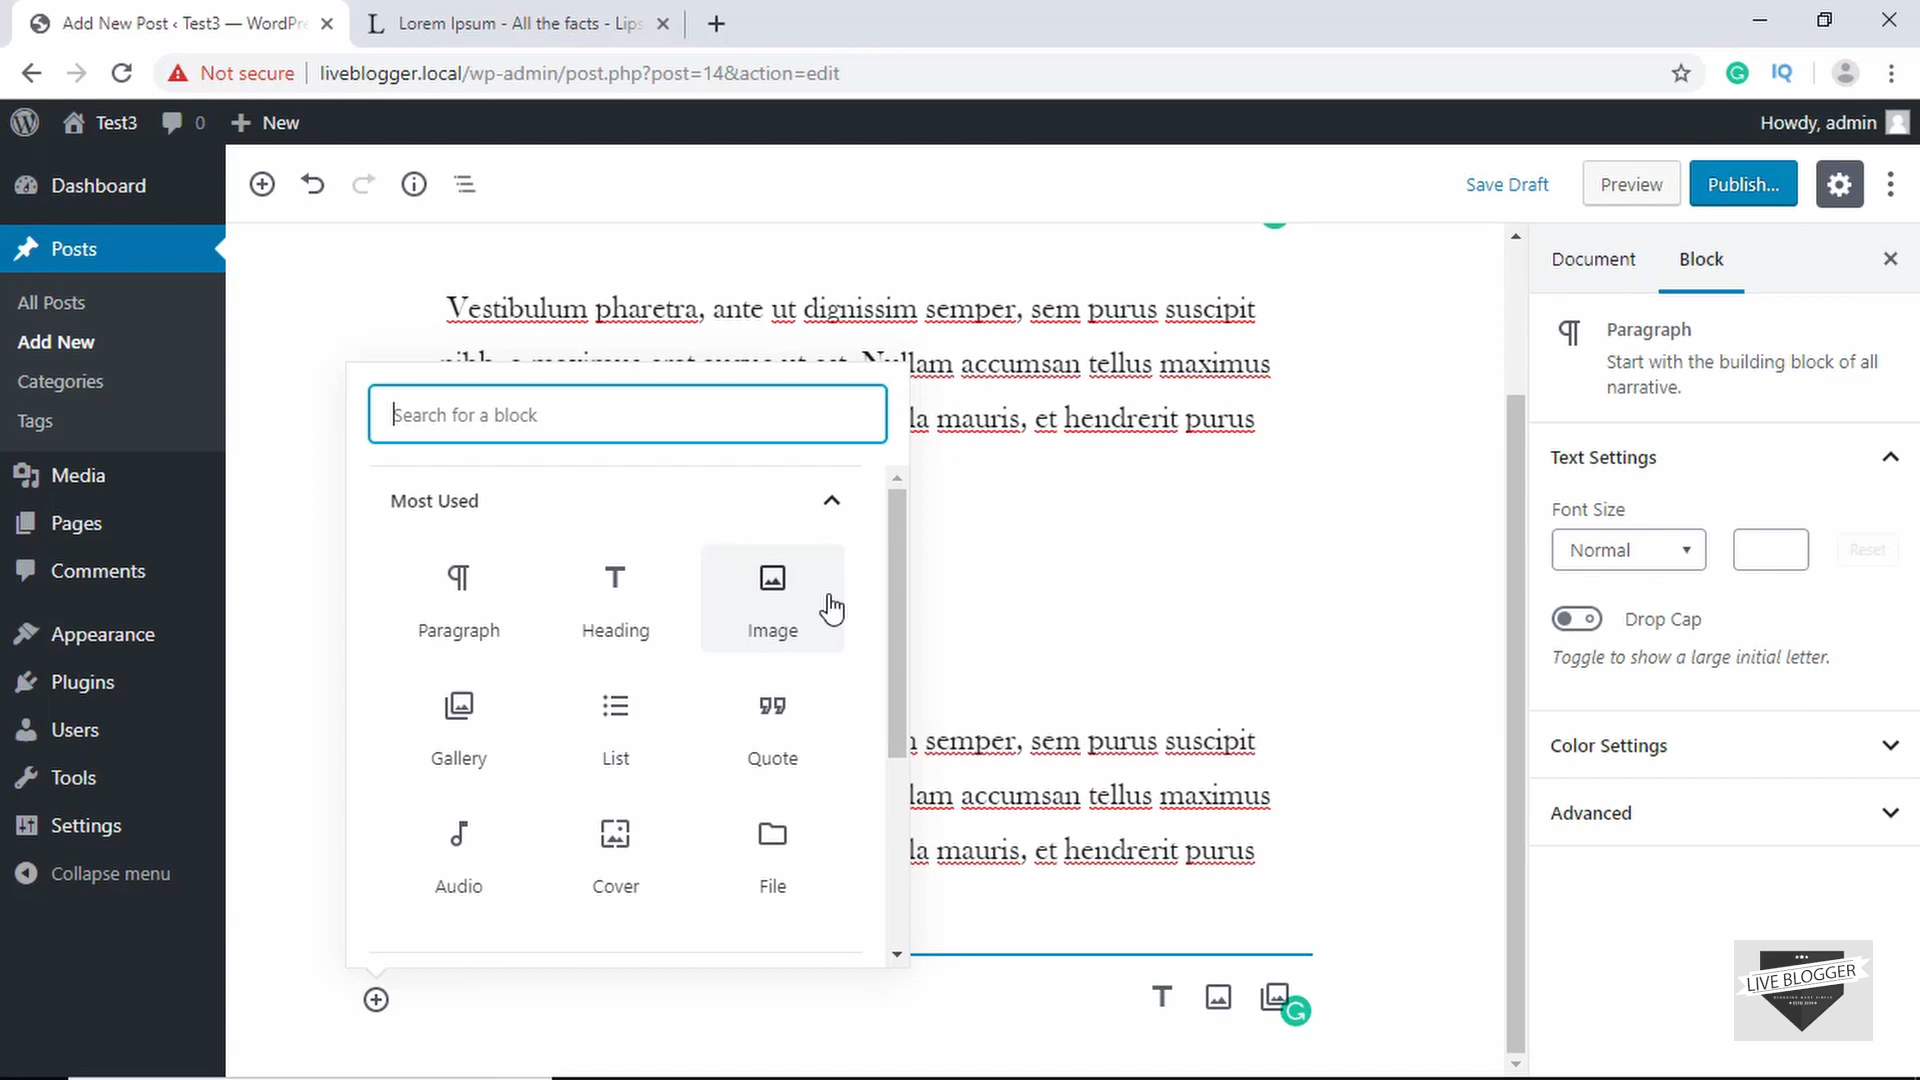 Add New Post ‹ Test3 — WordPre
Lorem Ipsum - All the facts - Lips
Not secure
liveblogger.local/wp-admin/post.php?post=14&action=edit
IQ
Test3
0
New
Howdy, admin
Dashboard
Posts
All Posts
Add New
Categories
Tags
Media
Pages
Comments
Appearance
Plugins
Users
Tools
Settings
Collapse menu
Save Draft
Preview
Publish...
Vestibulum pharetra, ante ut dignissim semper, sem purus suscipit
lam accumsan tellus maximus
la mauris, et hendrerit purus
Search for a block
Most Used
Paragraph
Heading
Image
Gallery
List
Quote
Audio
Cover
File
semper, sem purus suscipit
lam accumsan tellus maximus
la mauris, et hendrerit purus
Document
Block
Paragraph
Start with the building block of all
narrative.
Text Settings
Font Size
Normal
Reset
Drop Cap
Toggle to show a large initial letter.
Color Settings
Advanced
LIVE BLOGGER